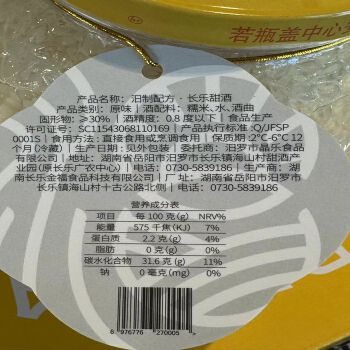 若瓶盖中心
产品名称：汨制配方·长乐甜酒
产品类别：原味 | 酒配料：糯米、水、酒曲
固形物：≥30% | 酒精度：0.8 度以下 | 食品生产
许可证号：SC11543068110169 | 产品执行标准:Q/JFSP
0001S | 食用方法：直接食用或烹调食用 | 保质期 -2℃-6℃ 12
个月(冷藏) | 生产日期：见外包装 | 委托商：汨罗市晶乐食品有限公司
| 地址：湖南省岳阳市汨罗市长乐镇海山村甜酒产
业园(原长乐广农中心) | 电话：0730-5839186 | 厂商：湖
南长乐金福食品科技有限公司 | 厂址：湖南省岳阳市汨罗市
长乐镇海山村十古公路北侧 | 电话：0730-5839186
营养成分表
项目 每 100 克(g) NRV%
能量 575 千焦(KJ) 7%
蛋白质 2.2 克(g) 4%
脂肪 0 克(g) 0%
碳水化合物 31.6 克(g) 11%
钠 0 毫克(mg) 0%
8 976776 270005